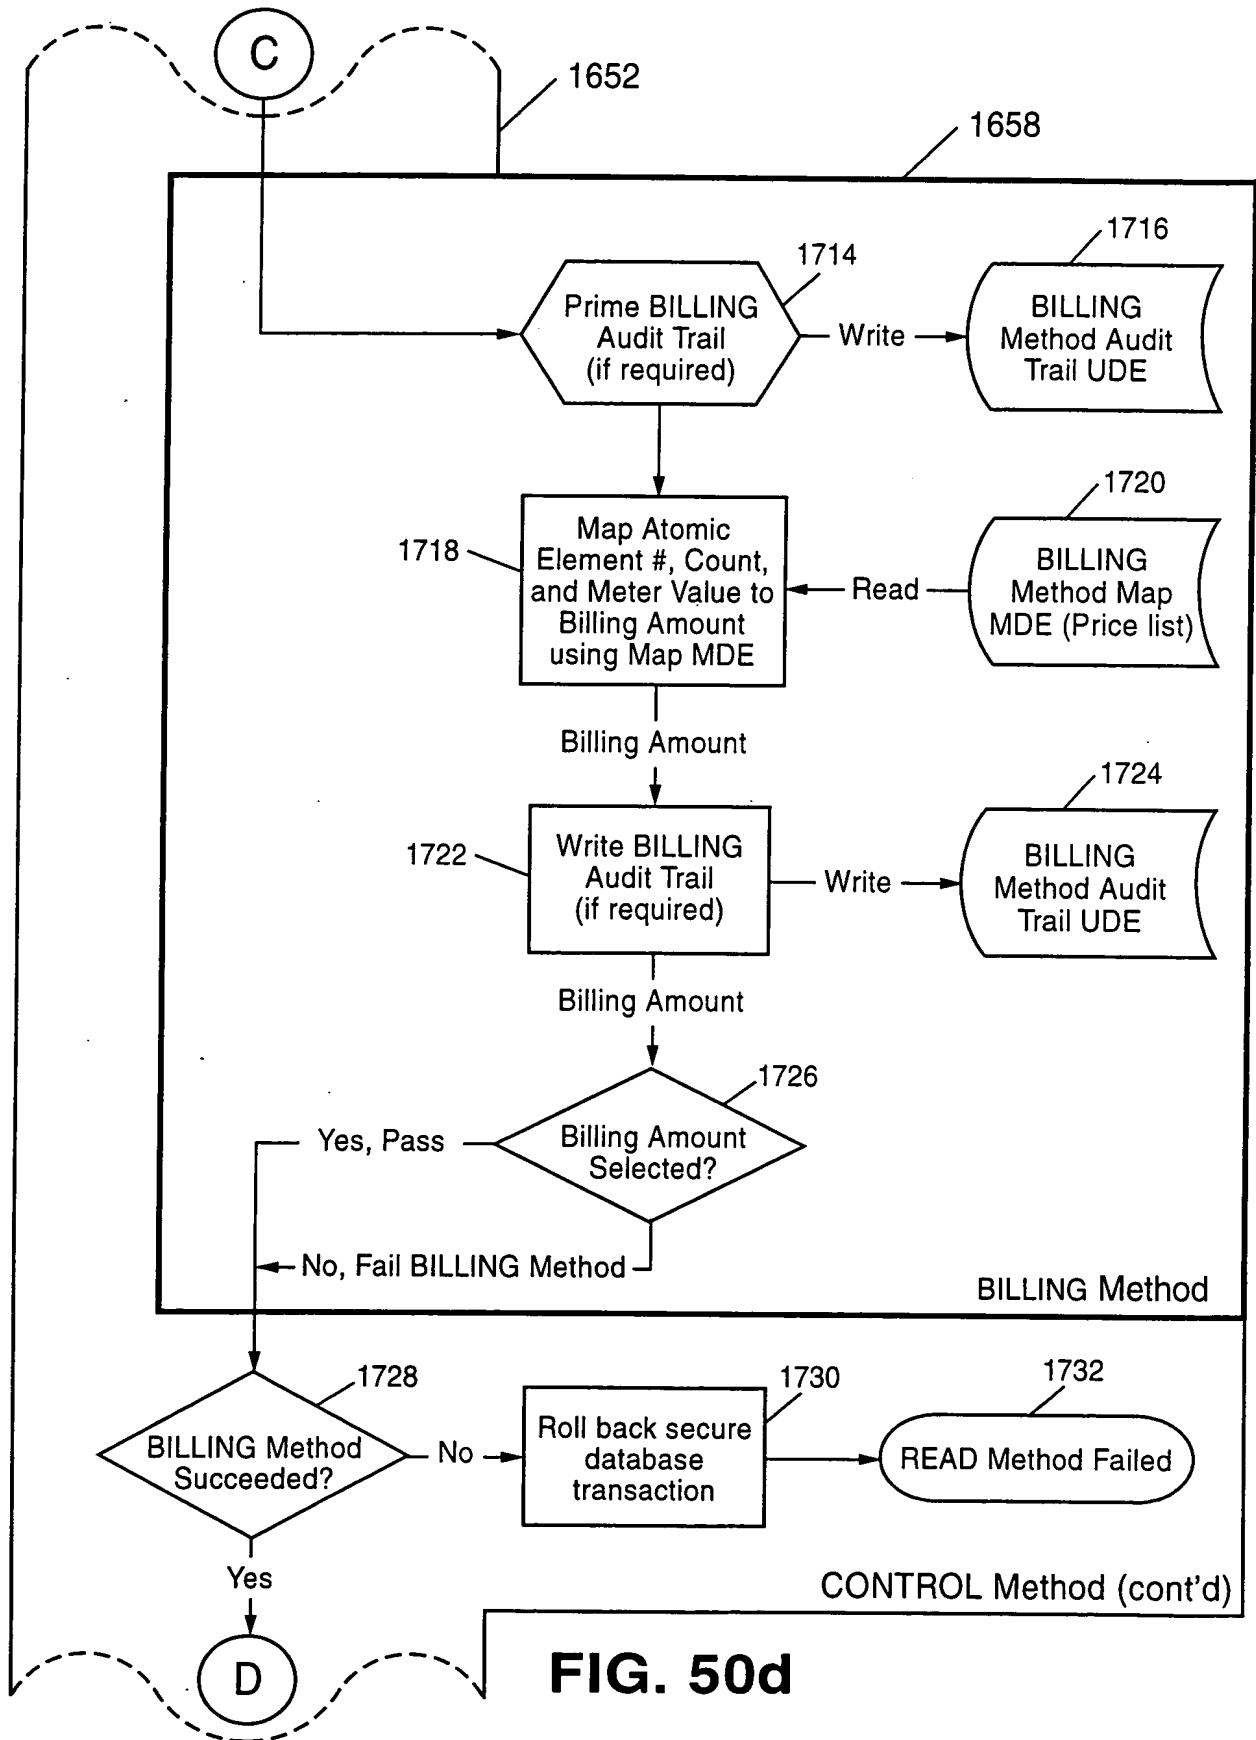 C
1652
1658
1714
1716
Prime BILLING
Audit Trail
(if required)
Write
BILLING
Method Audit
Trail UDE
1718
Map Atomic
Element #, Count,
and Meter Value to
Billing Amount
using Map MDE
Read
1720
BILLING
Method Map
MDE (Price list)
Billing Amount
1722
Write BILLING
Audit Trail
(if required)
Write
1724
BILLING
Method Audit
Trail UDE
Billing Amount
1726
Billing Amount
Selected?
Yes, Pass
No, Fail BILLING Method
BILLING Method
1728
BILLING Method
Succeeded?
No
1730
Roll back secure
database
transaction
1732
READ Method Failed
Yes
CONTROL Method (cont'd)
D
FIG. 50d